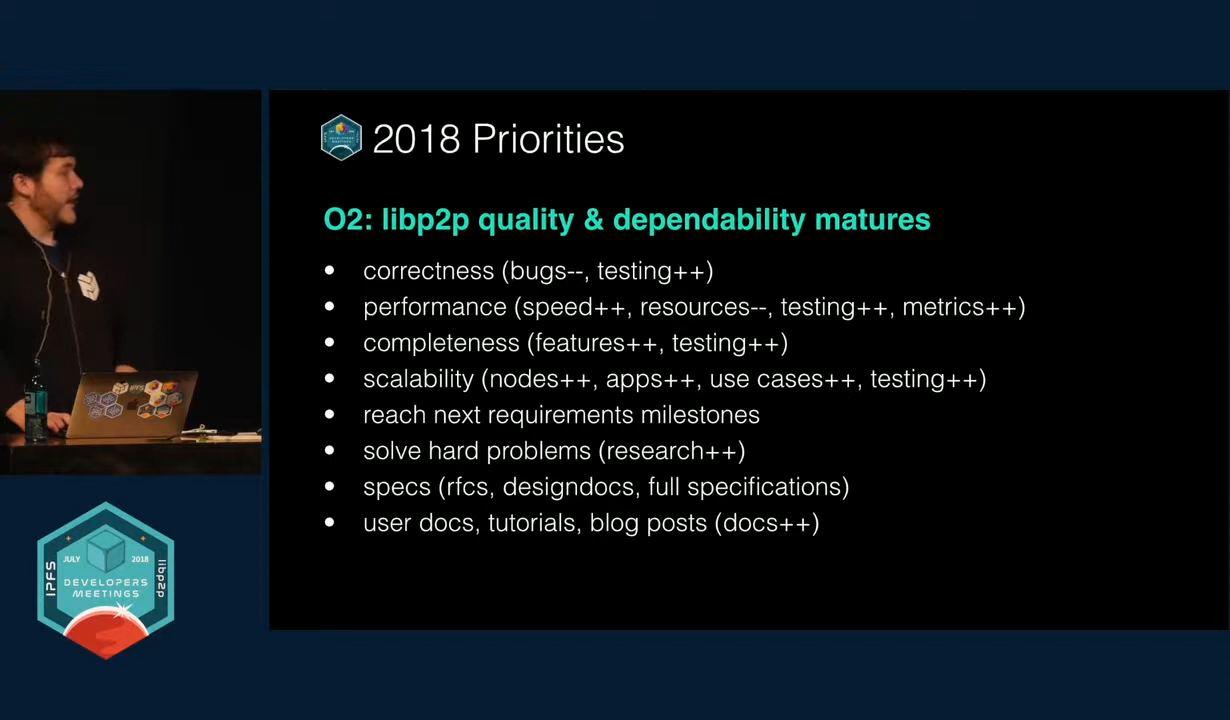 2018 Priorities
O2: libp2p quality & dependability matures
• correctness (bugs--, testing++)
• performance (speed++, resources--, testing++, metrics++)
• completeness (features++, testing++)
• scalability (nodes++, apps++, use cases++, testing++)
• reach next requirements milestones
• solve hard problems (research++)
• specs (rfcs, designdocs, full specifications)
• user docs, tutorials, blog posts (docs++)
IPFS
JULY 2018
DEVELOPERS
MEETINGS
IPFS
libp2p